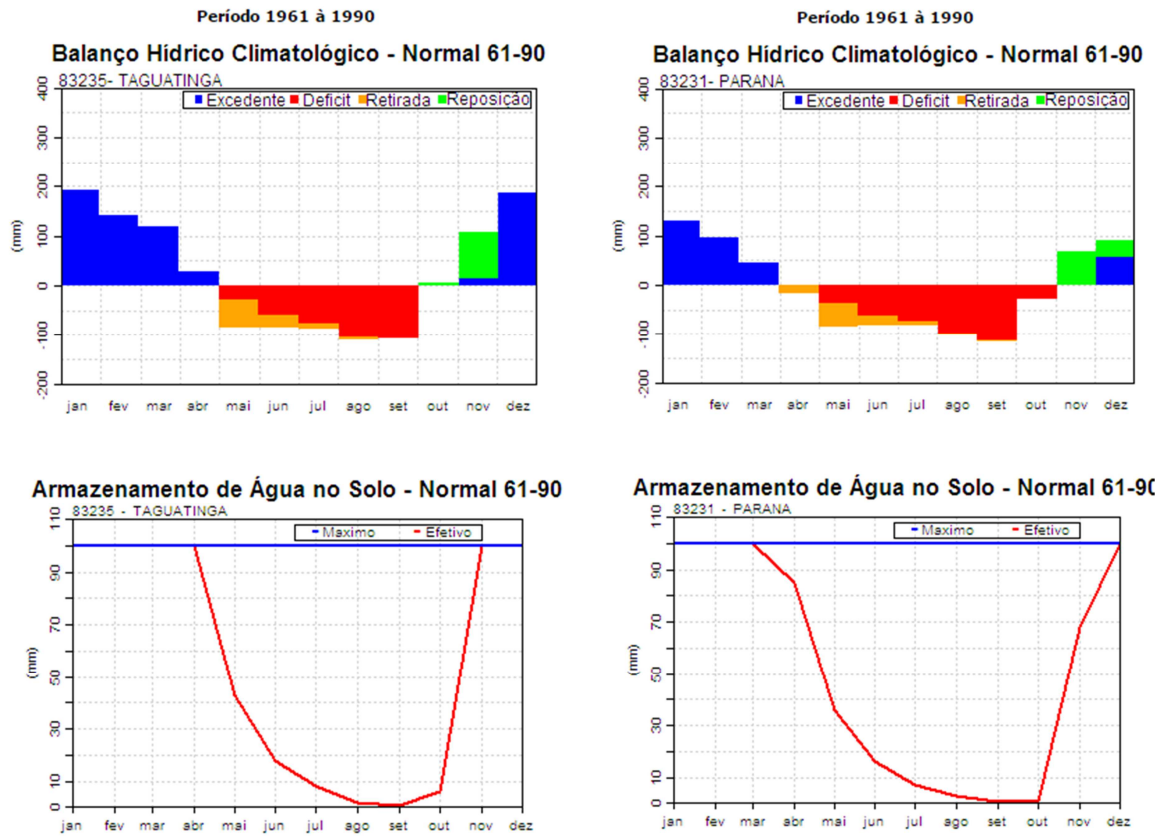 Período 1961 à 1990
Balanço Hídrico Climatológico - Normal 61-90
83235- TAGUATINGA
Excedente Deficit Retirada Reposição
400
300
200
100
0
-100
-200
(mm)
jan fev mar abr mai jun jul ago set out nov dez
Período 1961 à 1990
Balanço Hídrico Climatológico - Normal 61-90
83231- PARANA
Excedente Deficit Retirada Reposição
400
300
200
100
0
-100
-200
(mm)
jan fev mar abr mai jun jul ago set out nov dez
Armazenamento de Água no Solo - Normal 61-90
83235 - TAGUATINGA
Maximo Efetivo
110
90
70
50
30
10
0
(mm)
jan fev mar abr mai jun jul ago set out nov dez
Armazenamento de Água no Solo - Normal 61-90
83231 - PARANA
Maximo Efetivo
110
90
70
50
30
10
0
(mm)
jan fev mar abr mai jun jul ago set out nov dez